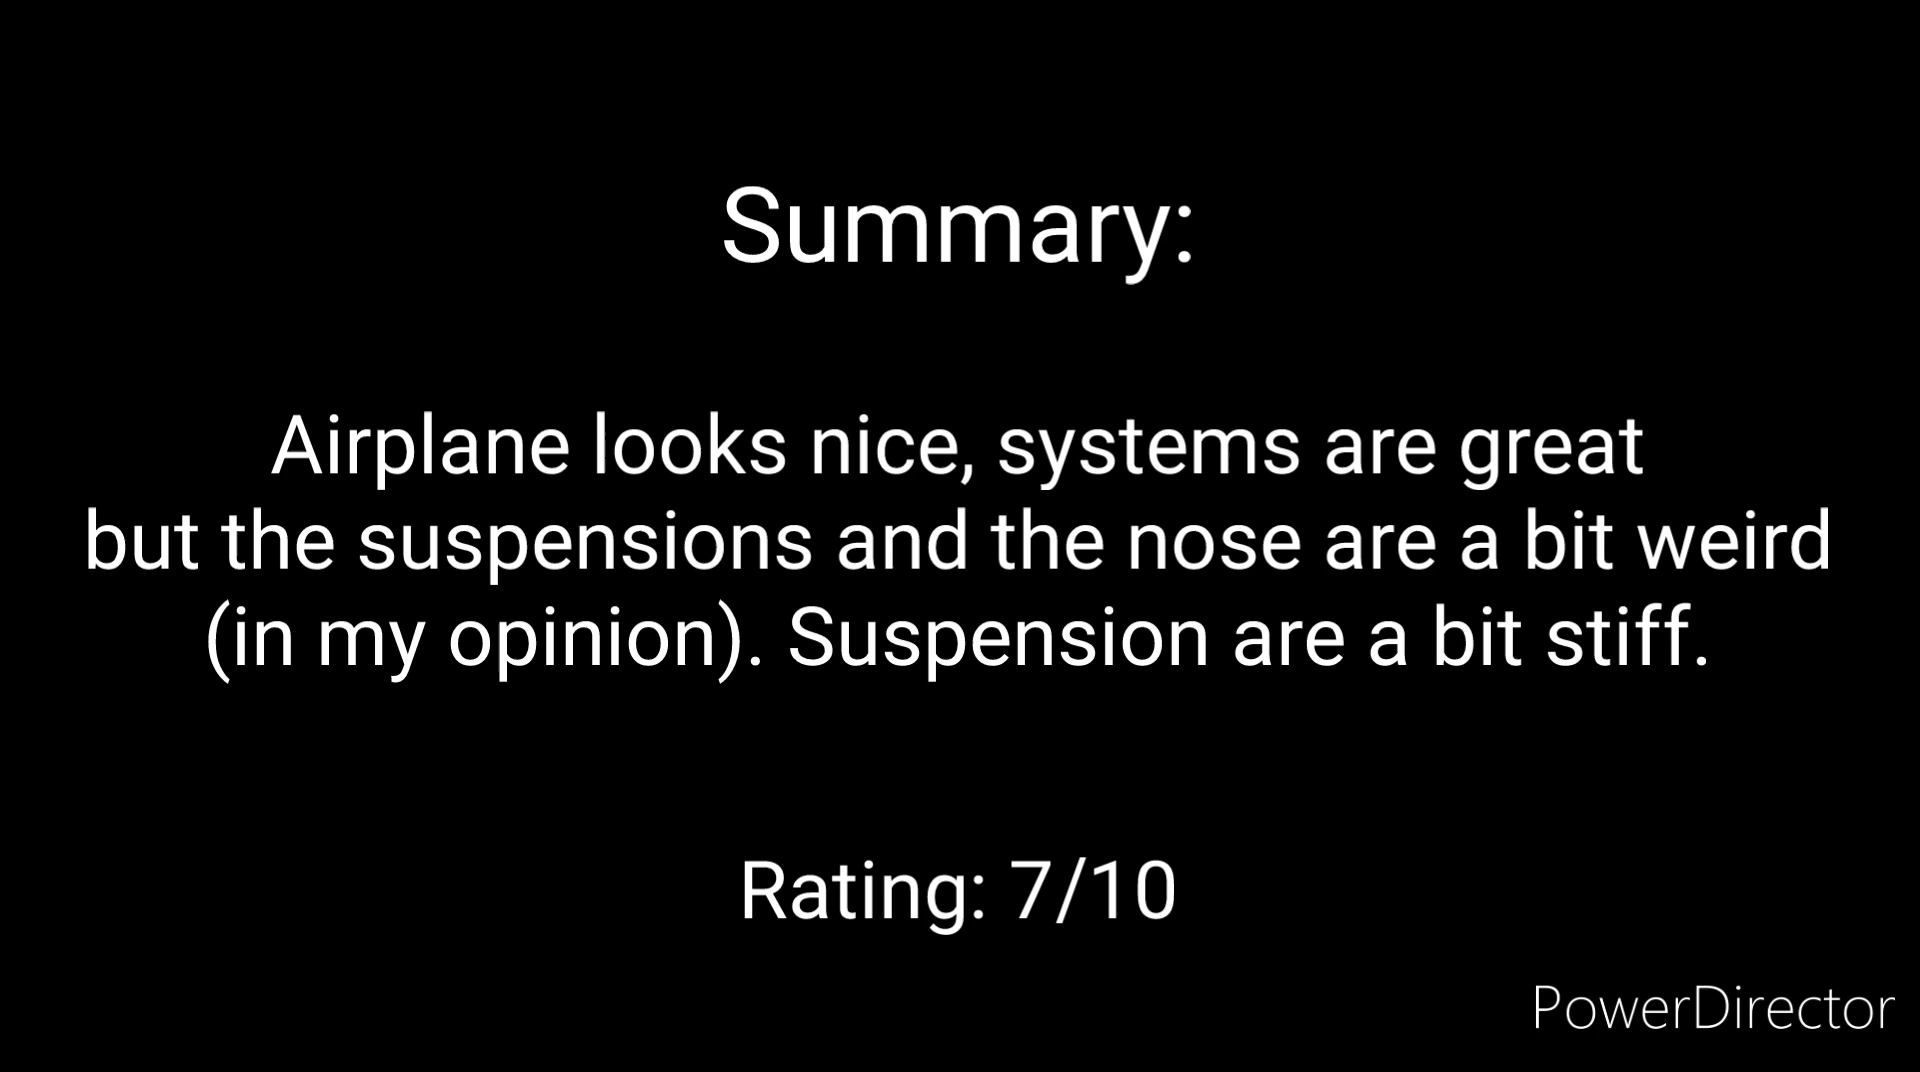 Summary:
Airplane looks nice, systems are great
but the suspensions and the nose are a bit weird
(in my opinion). Suspension are a bit stiff.
Rating: 7/10
PowerDirector